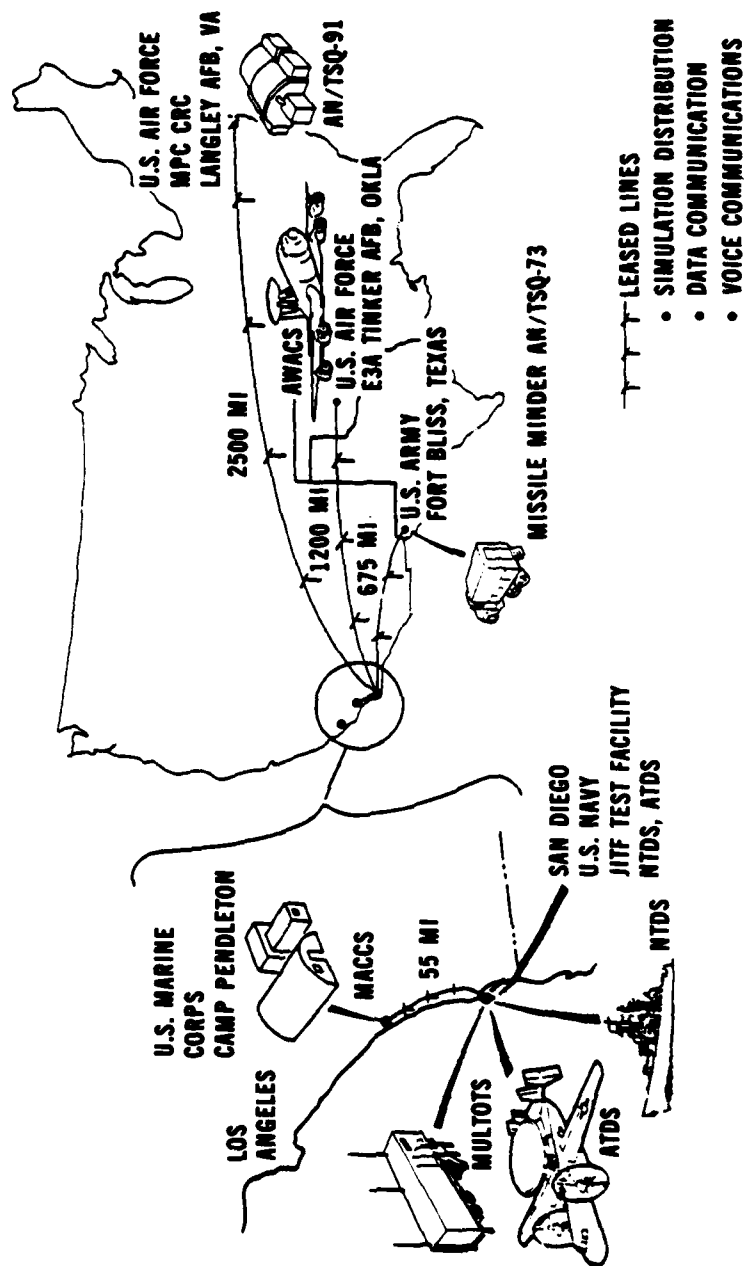 LOS
ANGELES
U.S. MARINE
CORPS
CAMP PENDLETON
MACCS
55 MI
MULTOTS
ATDS
NTDS
SAN DIEGO
U.S. NAVY
JITF TEST FACILITY
NTDS, ATDS
2500 MI
1200 MI
675 MI
AWACS
U.S. AIR FORCE
MPC CRC
LANGLEY AFB, VA
AN/TSQ-91
U.S. AIR FORCE
E3A TINKER AFB, OKLA
U.S. ARMY
FORT BLISS, TEXAS
MISSILE MINDER AN/TSQ-73
LEASED LINES
• SIMULATION DISTRIBUTION
• DATA COMMUNICATION
• VOICE COMMUNICATIONS